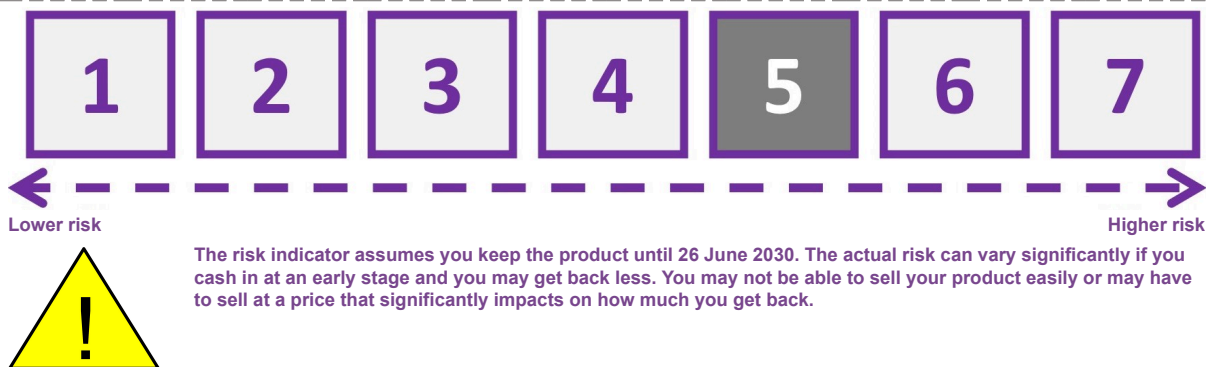 1 2 3 4 5 6 7
Lower risk Higher risk
The risk indicator assumes you keep the product until 26 June 2030. The actual risk can vary significantly if you
cash in at an early stage and you may get back less. You may not be able to sell your product easily or may have
to sell at a price that significantly impacts on how much you get back.
!